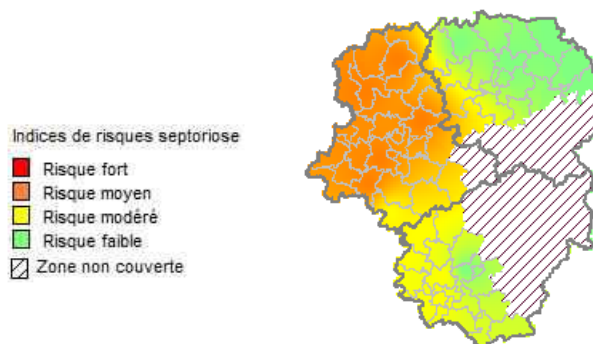 Indices de risques septoriose
Risque fort
Risque moyen
Risque modéré
Risque faible
Zone non couverte